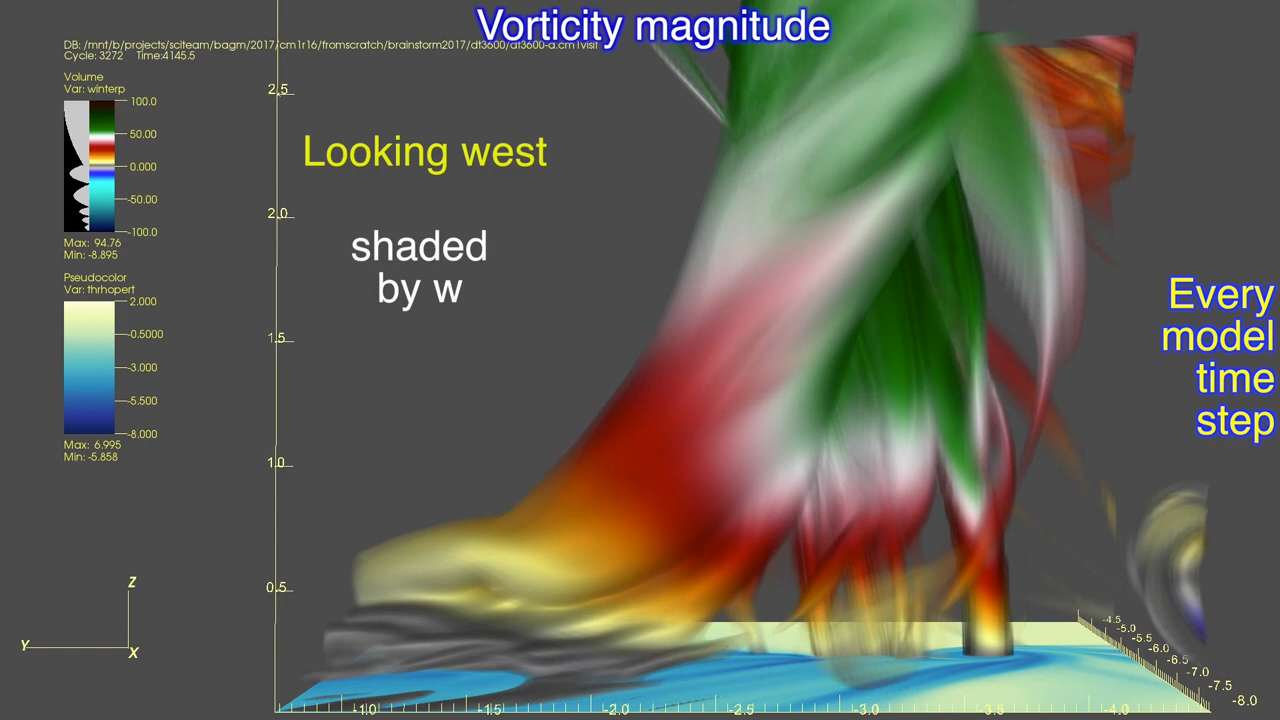 Vorticity magnitude
DB: /mnt/b/projects/sciteam/bagm/2017/cm1r16/fromscratch/brainstorm2017/dt3600/dt3600-a.cm1visit
Cycle: 3272 Time:4145.5
Volume
Var: winterp
100.0
50.00
0.000
-50.00
-100.0
Max: 94.76
Min: -8.895
Pseudocolor
Var: thrhopert
2.000
-0.5000
-3.000
-5.500
-8.000
Max: 6.995
Min: -5.858
Looking west
shaded
by w
Every
model
time
step
2.5
2.0
1.5
1.0
0.5
Z
Y
X
-4.5
-5.0
-5.5
-6.0
-6.5
-7.0
-7.5
-8.0
-1.0
-1.5
-2.0
-2.5
-3.0
-3.5
-4.0